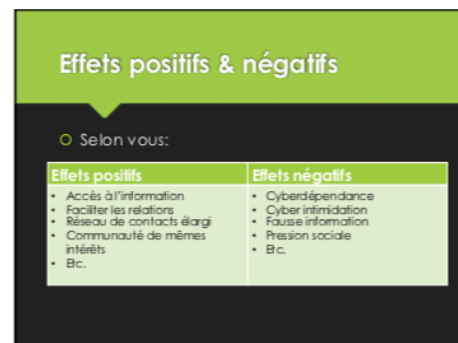 Effets positifs & négatifs
Selon vous:
Effets positifs
• Accès à l'information
• Faciliter les relations
• Réseau de contacts élargi
• Communauté de mêmes
intérêts
• Etc.
Effets négatifs
• Cyberdépendance
• Cyber intimidation
• Fausse information
• Pression sociale
• Etc.